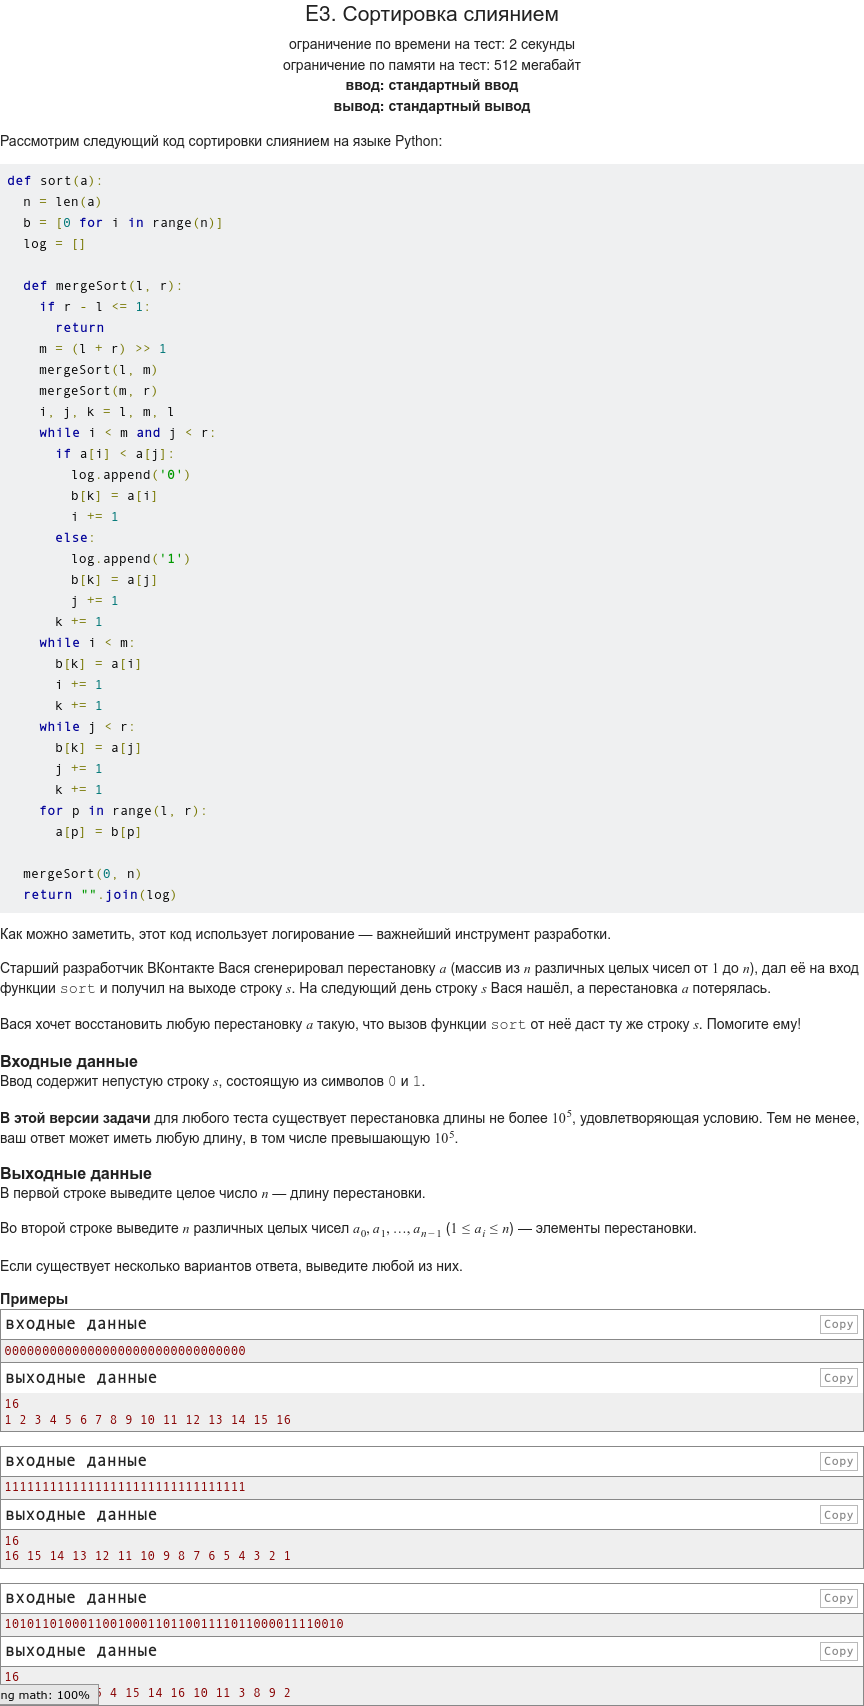 E3. Сортировка слиянием
ограничение по времени на тест: 2 секунды
ограничение по памяти на тест: 512 мегабайт
ввод: стандартный ввод
вывод: стандартный вывод
Рассмотрим следующий код сортировки слиянием на языке Python:
def sort(a):
  n = len(a)
  b = [0 for i in range(n)]
  log = []
  def mergeSort(l, r):
    if r - l <= 1:
      return
    m = (l + r) >> 1
    mergeSort(l, m)
    mergeSort(m, r)
    i, j, k = l, m, l
    while i < m and j < r:
      if a[i] < a[j]:
        log.append('0')
        b[k] = a[i]
        i += 1
      else:
        log.append('1')
        b[k] = a[j]
        j += 1
      k += 1
    while i < m:
      b[k] = a[i]
      i += 1
      k += 1
    while j < r:
      b[k] = a[j]
      j += 1
      k += 1
    for p in range(l, r):
      a[p] = b[p]
  mergeSort(0, n)
  return "".join(log)
Как можно заметить, этот код использует логирование — важнейший инструмент разработки.
Старший разработчик ВКонтакте Вася сгенерировал перестановку a (массив из n различных целых чисел от 1 до n), дал её на вход
функции sort и получил на выходе строку s. На следующий день строку s Вася нашёл, а перестановка a потерялась.
Вася хочет восстановить любую перестановку a такую, что вызов функции sort от неё даст ту же строку s. Помогите ему!
Входные данные
Ввод содержит непустую строку s, состоящую из символов 0 и 1.
В этой версии задачи для любого теста существует перестановка длины не более 10^5, удовлетворяющая условию. Тем не менее,
ваш ответ может иметь любую длину, в том числе превышающую 10^5.
Выходные данные
В первой строке выведите целое число n — длину перестановки.
Во второй строке выведите n различных целых чисел a0, a1, …, an−1 (1 ≤ ai ≤ n) — элементы перестановки.
Если существует несколько вариантов ответа, выведите любой из них.
Примеры
входные данные
Copy
00000000000000000000000000000000
выходные данные
Copy
16
1 2 3 4 5 6 7 8 9 10 11 12 13 14 15 16
входные данные
Copy
11111111111111111111111111111111
выходные данные
Copy
16
16 15 14 13 12 11 10 9 8 7 6 5 4 3 2 1
входные данные
Copy
101011010001100100011011001111011000011110010
выходные данные
Copy
16
4 15 14 16 10 11 3 8 9 2
ng math: 100%